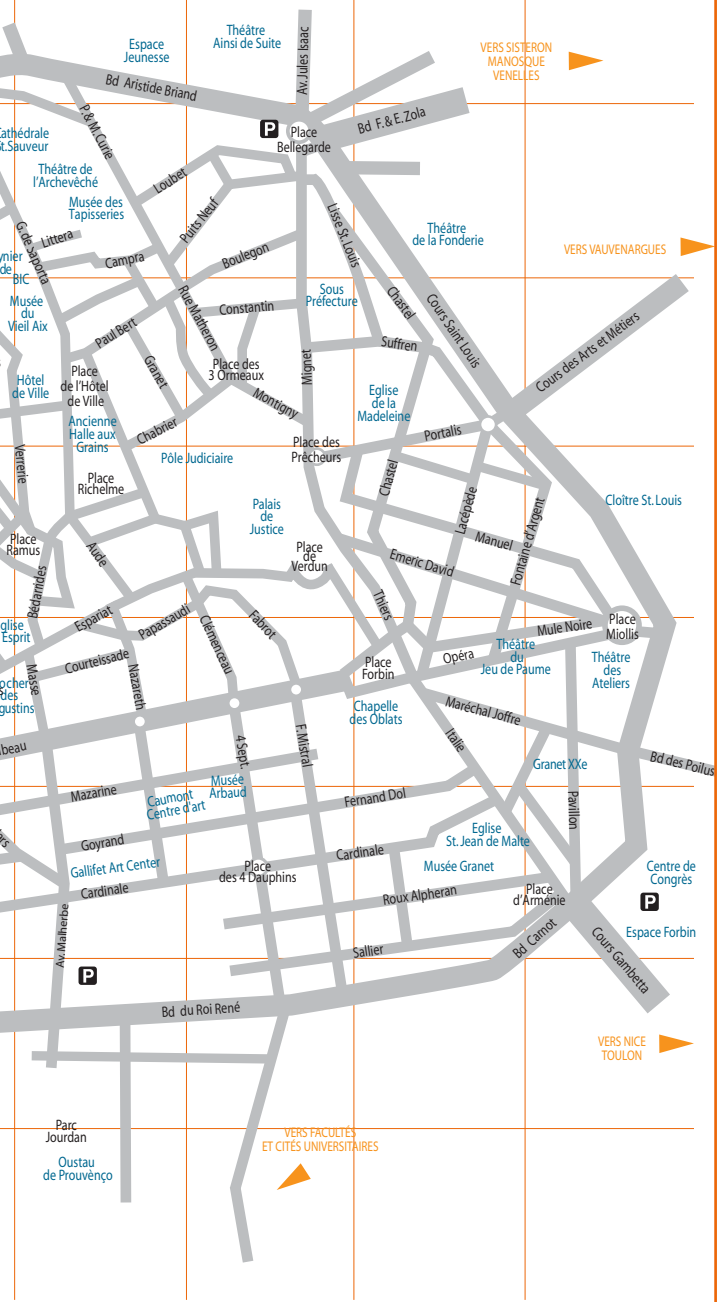 Théâtre
Ainsi de Suite
Av. Jules Isaac
Espace
Jeunesse
VERS SISTERON
MANOSQUE
VENELLES
Bd Aristide Briand
P. & M. Curie
P
Place
Bellegarde
Bd F. & E. Zola
St.Sauveur
Théâtre de
l'Archevêché
Loubet
Musée des
Tapisseries
Puits Neuf
Lisse St. Louis
Théâtre
de la Fonderie
VERS VAUVENARGUES
G. de Saporta
Littera
Campra
Boulegon
de
BIC
Musée
du
Vieil Aix
Rue Matheron
Constantin
Sous
Préfecture
Chastel
Cours Saint Louis
Cours des Arts et Métiers
Paul Bert
Suffren
Granet
Place des
3 Ormeaux
Mignet
Hôtel
de Ville
Place
de l'Hôtel
de Ville
Montigny
Eglise
de la
Madeleine
Ancienne
Halle aux
Grains
Chabrier
Portalis
Place des
Prêcheurs
Verrerie
Pôle Judiciaire
Place
Richelme
Chastel
Lacépède
Fontaine d'Argent
Cloître St. Louis
Palais
de
Justice
Place
Ramus
Aude
Place
de
Verdun
Manuel
Emeric David
Bédarrides
Thiers
Espariat
Papassaudi
Clémenceau
Fabrot
Mule Noire
Place
Miollis
Esprit
Courteissade
Masse
Nazareth
Place
Forbin
Opéra
Théâtre
du
Jeu de Paume
Théâtre
des
Ateliers
des
Chapelle
des Oblats
Maréchal Joffre
4 Sept.
F. Mistral
Italie
Bd des Poilus
Granet XXe
Mazarine
Caumont
Centre d'art
Musée
Arbaud
Fernand Dol
Pavillon
Goyrand
Eglise
St. Jean de Malte
Cardinale
Gallifet Art Center
Musée Granet
Centre de
Congrès
Cardinale
Place
des 4 Dauphins
Roux Alpheran
Place
d'Arménie
P
Av. Malherbe
Sallier
Bd Carnot
Cours Gambetta
Espace Forbin
P
Bd du Roi René
VERS NICE
TOULON
Parc
Jourdan
VERS FACULTÉS
ET CITÉS UNIVERSITAIRES
Oustau
de Prouvènço